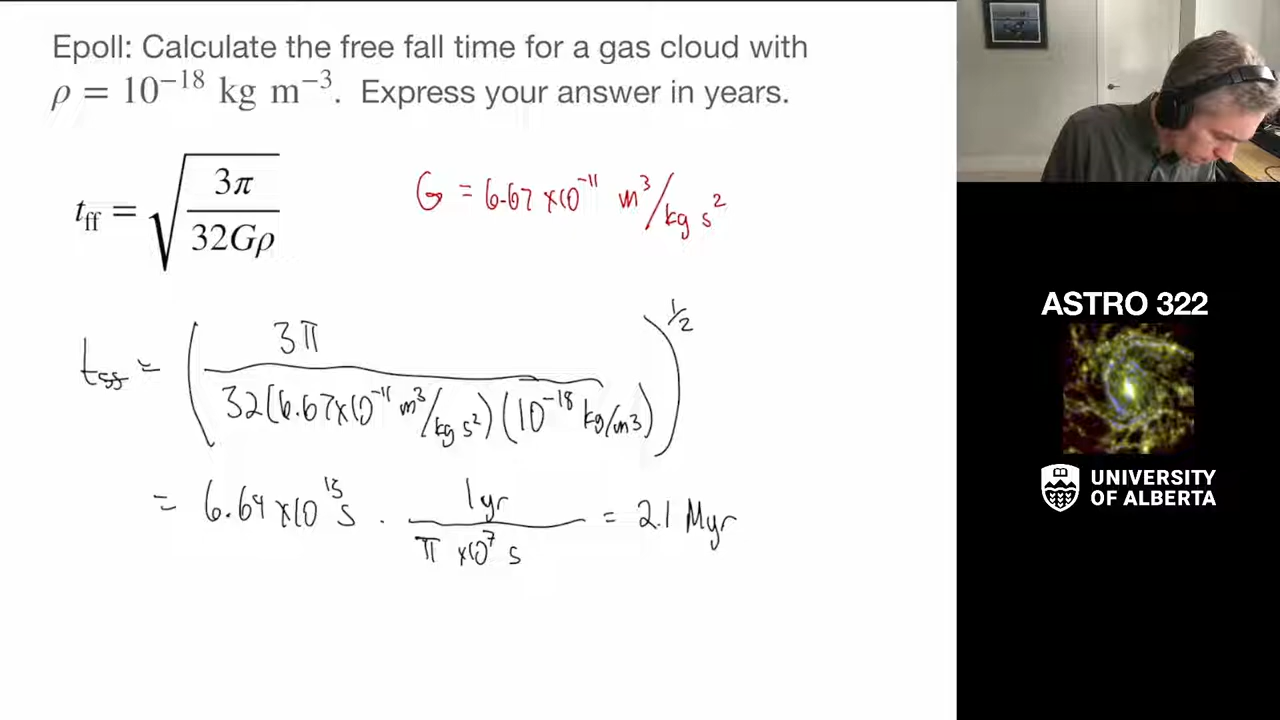 Epoll: Calculate the free fall time for a gas cloud with
ρ = 10⁻¹⁸ kg m⁻³. Express your answer in years.
t_ff = √(3π / 32Gρ)
G = 6.67 ×10⁻¹¹ m³/kg s²
t_ff = (3π / 32(6.67×10⁻¹¹ m³/kg s²)(10⁻¹⁸ kg/m³))^1/2
= 6.64 ×10¹³ s · 1yr / π ×10⁷ s = 2.1 Myr
ASTRO 322
UNIVERSITY
OF ALBERTA